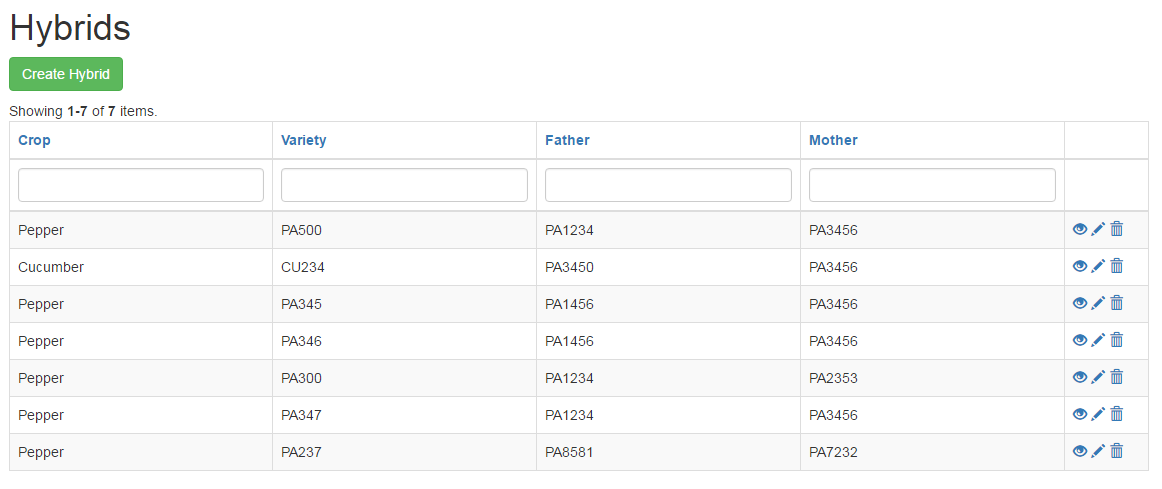 Hybrids
Create Hybrid
Showing 1-7 of 7 items.
Crop Variety Father Mother
Pepper PA500 PA1234 PA3456
Cucumber CU234 PA3450 PA3456
Pepper PA345 PA1456 PA3456
Pepper PA346 PA1456 PA3456
Pepper PA300 PA1234 PA2353
Pepper PA347 PA1234 PA3456
Pepper PA237 PA8581 PA7232